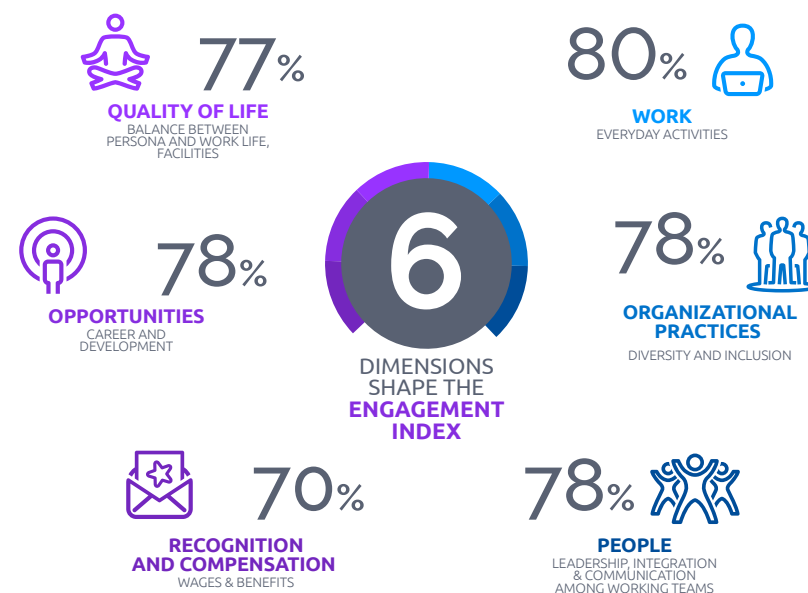 77%
QUALITY OF LIFE
BALANCE BETWEEN
PERSONA AND WORK LIFE,
FACILITIES
80%
WORK
EVERYDAY ACTIVITIES
78%
OPPORTUNITIES
CAREER AND
DEVELOPMENT
6
DIMENSIONS
SHAPE THE
ENGAGEMENT
INDEX
78%
ORGANIZATIONAL
PRACTICES
DIVERSITY AND INCLUSION
70%
RECOGNITION
AND COMPENSATION
WAGES & BENEFITS
78%
PEOPLE
LEADERSHIP, INTEGRATION
& COMMUNICATION
AMONG WORKING TEAMS